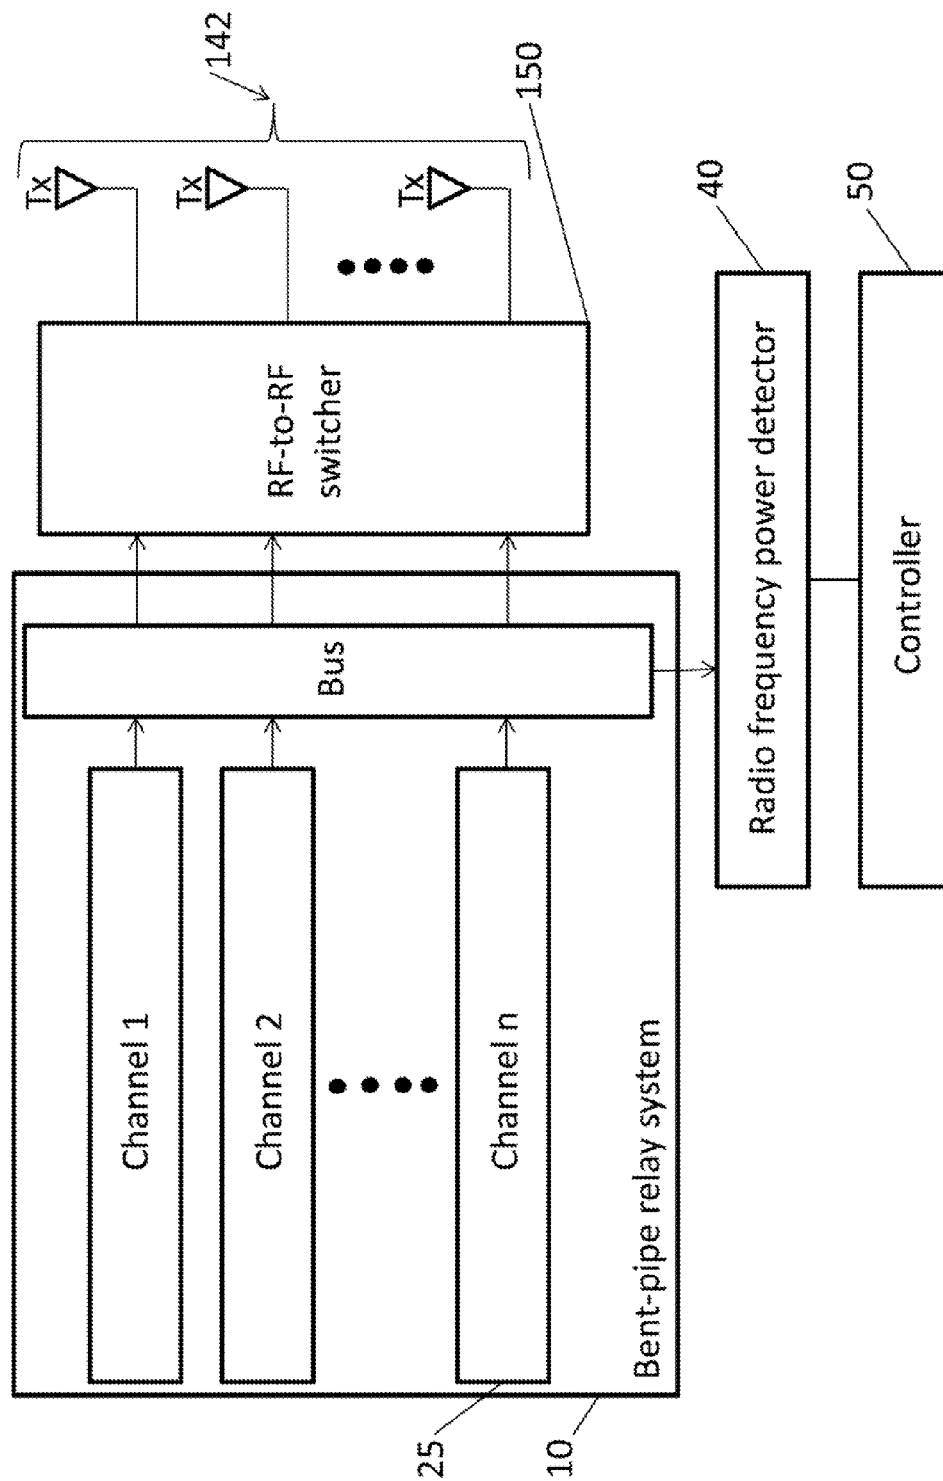 142
Tx
Tx
Tx
150
RF-to-RF
switcher
40
50
Bus
Radio frequency power detector
Controller
Channel 1
Channel 2
Channel n
Bent-pipe relay system
25
10